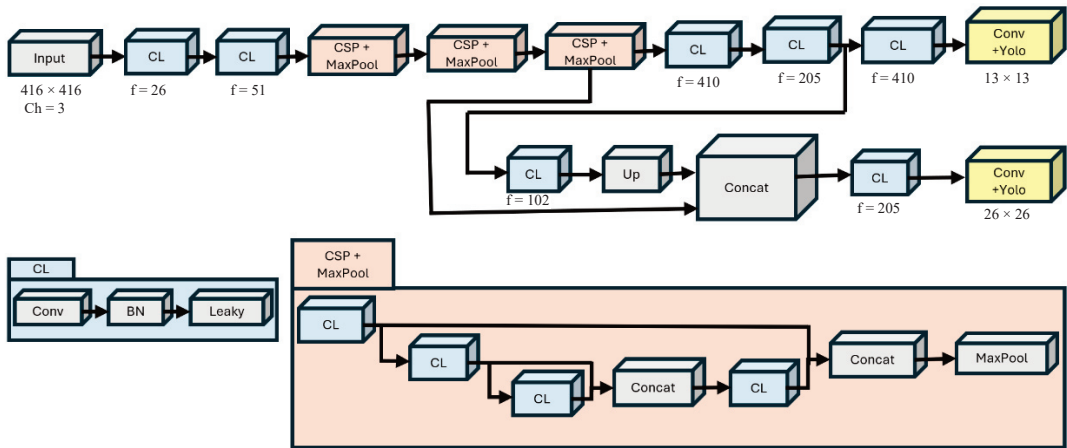 Input
CL
CL
CSP +
MaxPool
CSP +
MaxPool
CSP +
MaxPool
CL
CL
CL
Conv
+Yolo
416 × 416
Ch = 3
f = 26
f = 51
f = 410
f = 205
f = 410
13 × 13
CL
Up
Concat
CL
Conv
+Yolo
f = 102
f = 205
26 × 26
CL
Conv
BN
Leaky
CSP +
MaxPool
CL
CL
CL
Concat
CL
Concat
MaxPool